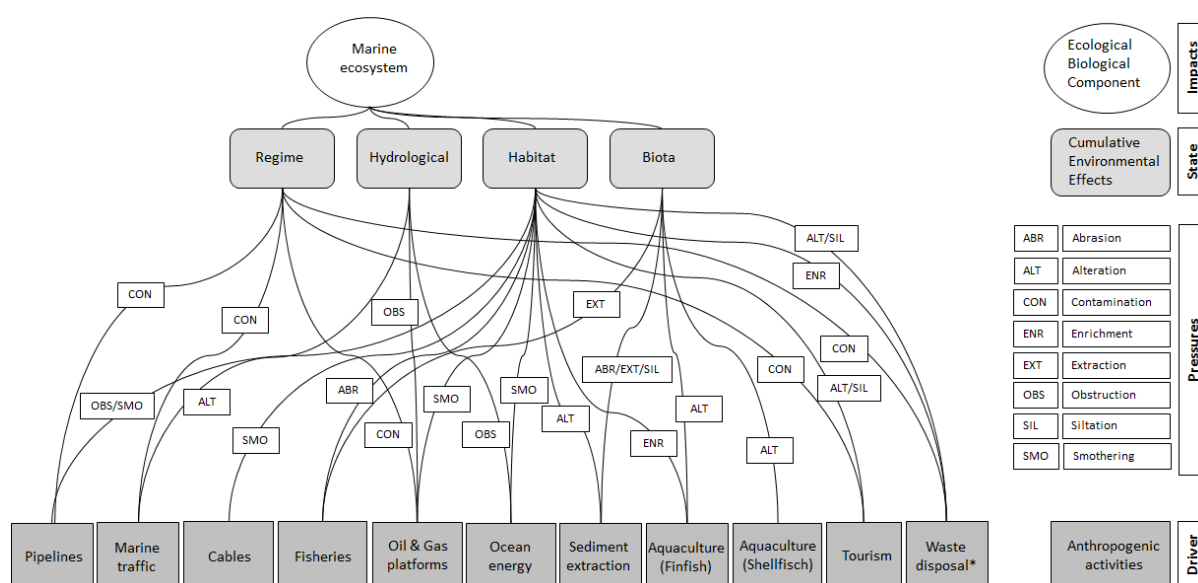 Marine
ecosystem
Ecological
Biological
Component
Impacts
Regime
Hydrological
Habitat
Biota
Cumulative
Environmental
Effects
State
ALT/SIL
ABR
Abrasion
ENR
ALT
Alteration
CON
EXT
CON
Contamination
OBS
CON
ENR
Enrichment
CON
EXT
Extraction
ABR/EXT/SIL
CON
ABR
SMO
ALT/SIL
OBS
Obstruction
SMO
OBS/SMO
ALT
ALT
ALT
SIL
Siltation
CON
OBS
SMO
ENR
ALT
SMO
Smothering
Pressures
Pipelines
Marine
traffic
Cables
Fisheries
Oil & Gas
platforms
Ocean
energy
Sediment
extraction
Aquaculture
(Finfish)
Aquaculture
(Shellfisch)
Tourism
Waste
disposal*
Anthropogenic
activities
Driver